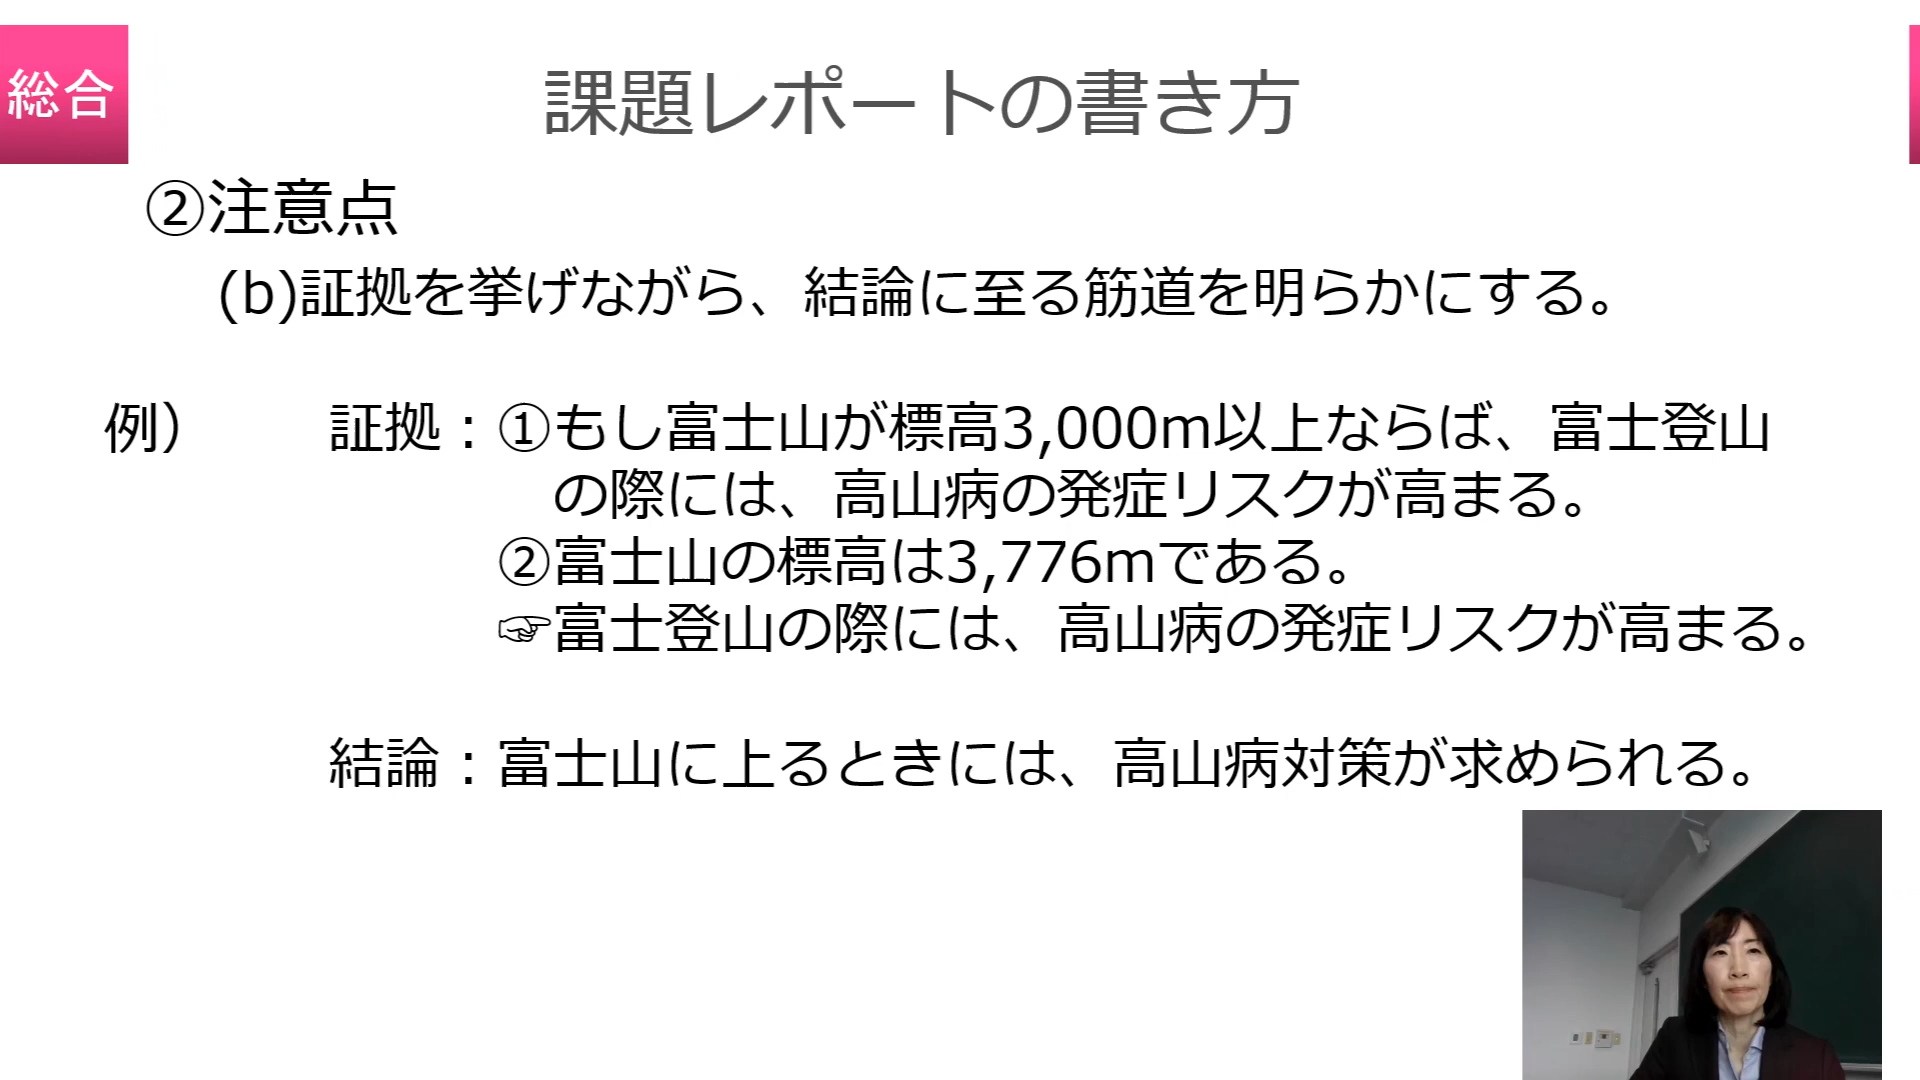 総合
課題レポートの書き方
②注意点
(b)証拠を挙げながら、結論に至る筋道を明らかにする。
例） 証拠：①もし富士山が標高3,000m以上ならば、富士登山
の際には、高山病の発症リスクが高まる。
②富士山の標高は3,776mである。
☞富士登山の際には、高山病の発症リスクが高まる。
結論：富士山に上るときには、高山病対策が求められる。